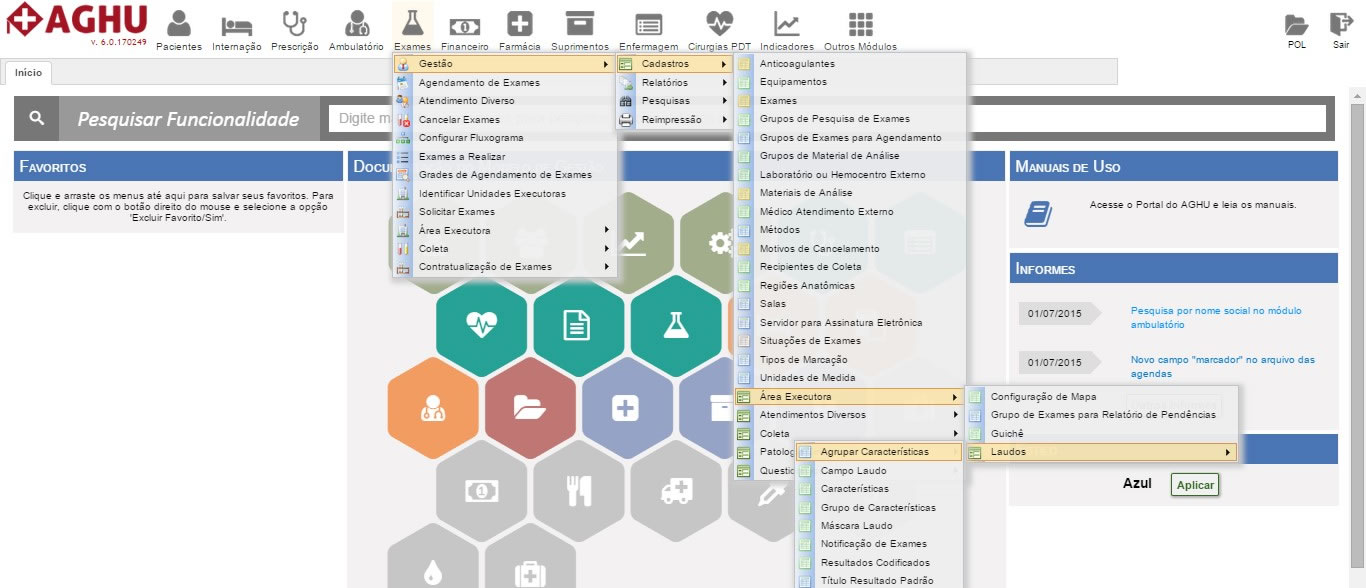 AGHU
v. 6.0.170249
Pacientes
Internação
Prescrição
Ambulatório
Exames
Financeiro
Farmácia
Suprimentos
Enfermagem
Cirurgias PDT
Indicadores
Outros Módulos
POL
Sair
Início
Pesquisar Funcionalidade
Digite
Favoritos
Clique e arraste os menus até aqui para salvar seus favoritos. Para
excluir, clique com o botão direito do mouse e selecione a opção
'Excluir Favorito/Sim'.
Gestão
Agendamento de Exames
Atendimento Diverso
Cancelar Exames
Configurar Fluxograma
Exames a Realizar
Grades de Agendamento de Exames
Identificar Unidades Executoras
Solicitar Exames
Área Executora
Coleta
Contratualização de Exames
Cadastros
Relatórios
Pesquisas
Reimpressão
Anticoagulantes
Equipamentos
Exames
Grupos de Pesquisa de Exames
Grupos de Exames para Agendamento
Grupos de Material de Análise
Laboratório ou Hemocentro Externo
Materiais de Análise
Médico Atendimento Externo
Métodos
Motivos de Cancelamento
Recipientes de Coleta
Regiões Anatômicas
Salas
Servidor para Assinatura Eletrônica
Situações de Exames
Tipos de Marcação
Unidades de Medida
Área Executora
Atendimentos Diversos
Coleta
Patolog
Questi
Configuração de Mapa
Grupo de Exames para Relatório de Pendências
Guichê
Laudos
Agrupar Características
Campo Laudo
Características
Grupo de Características
Máscara Laudo
Notificação de Exames
Resultados Codificados
Título Resultado Padrão
Manuais de Uso
Acesse o Portal do AGHU e leia os manuais.
Informes
01/07/2015
Pesquisa por nome social no módulo
ambulatório
01/07/2015
Novo campo "marcador" no arquivo das
agendas
Azul
Aplicar